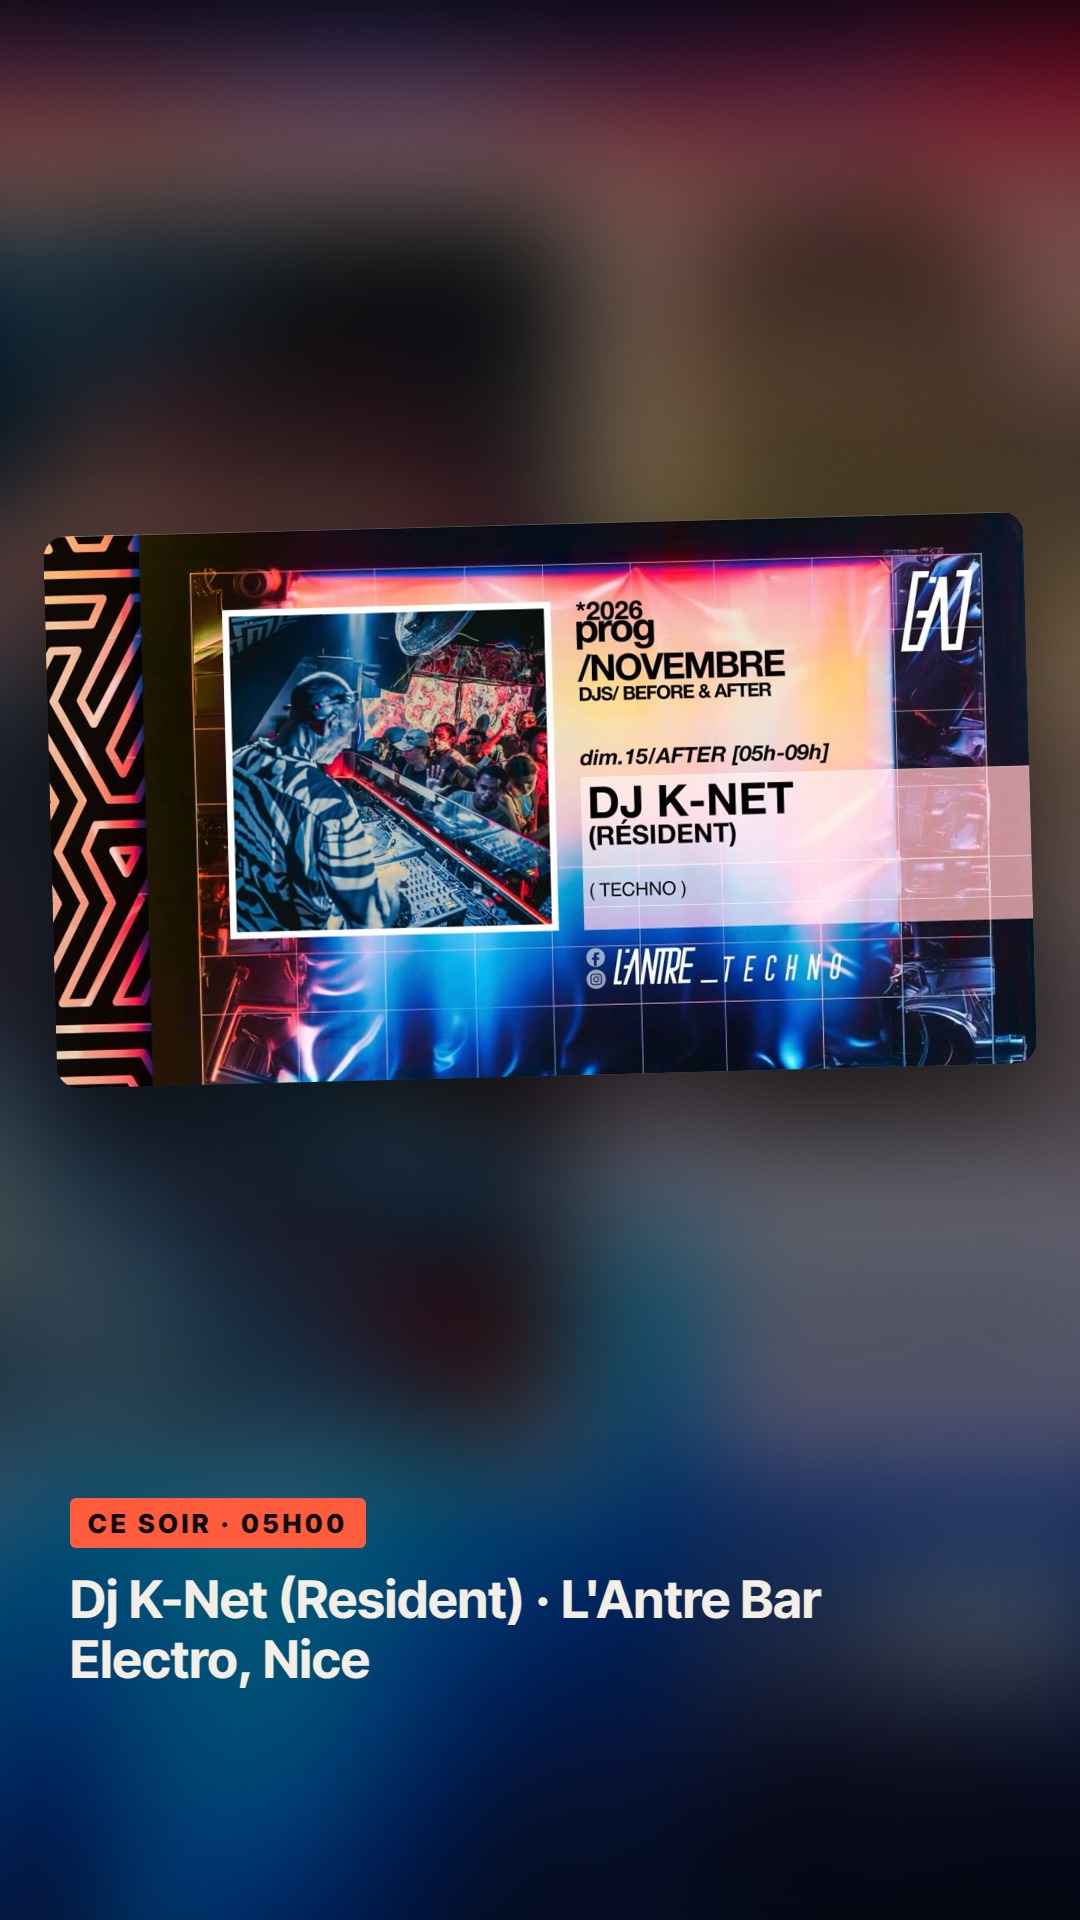 *2026
prog
/NOVEMBRE
DJS/ BEFORE & AFTER
dim.15/AFTER [05h-09h]
DJ K-NET
(RÉSIDENT)
( TECHNO )
L'ANTRE _TECHNO
CE SOIR · 05H00
Dj K-Net (Resident) · L'Antre Bar
Electro, Nice